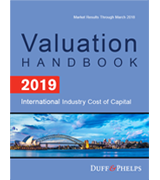 Market Results Through March 2019
Valuation
HANDBOOK
2019
International Industry Cost of Capital
DUFF & PHELPS